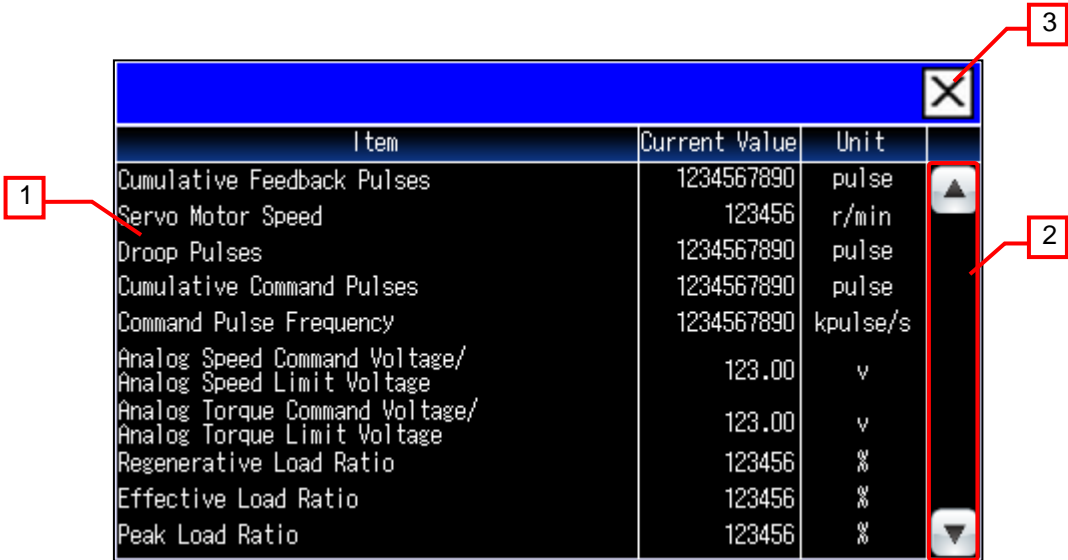 3
Item Current Value Unit
1
Cumulative Feedback Pulses 1234567890 pulse
Servo Motor Speed 123456 r/min
2
Droop Pulses 1234567890 pulse
Cumulative Command Pulses 1234567890 pulse
Command Pulse Frequency 1234567890 kpulse/s
Analog Speed Command Voltage/
Analog Speed Limit Voltage 123.00 v
Analog Torque Command Voltage/
Analog Torque Limit Voltage 123.00 v
Regenerative Load Ratio 123456 %
Effective Load Ratio 123456 %
Peak Load Ratio 123456 %